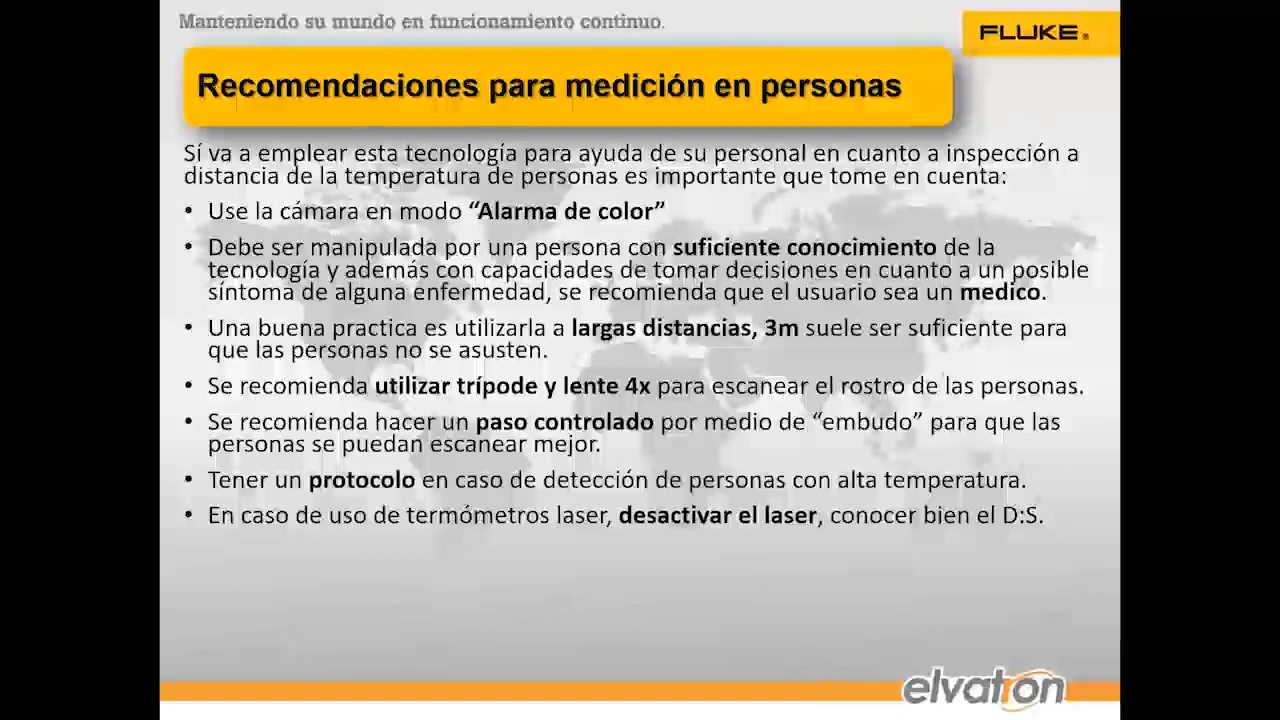 Manteniendo su mundo en funcionamiento continuo.
FLUKE®
Recomendaciones para medición en personas
Sí va a emplear esta tecnología para ayuda de su personal en cuanto a inspección a
distancia de la temperatura de personas es importante que tome en cuenta:
• Use la cámara en modo “Alarma de color”
• Debe ser manipulada por una persona con suficiente conocimiento de la
tecnología y además con capacidades de tomar decisiones en cuanto a un posible
síntoma de alguna enfermedad, se recomienda que el usuario sea un medico.
• Una buena practica es utilizarla a largas distancias, 3m suele ser suficiente para
que las personas no se asusten.
• Se recomienda utilizar trípode y lente 4x para escanear el rostro de las personas.
• Se recomienda hacer un paso controlado por medio de “embudo” para que las
personas se puedan escanear mejor.
• Tener un protocolo en caso de detección de personas con alta temperatura.
• En caso de uso de termómetros laser, desactivar el laser, conocer bien el D:S.
elvatron